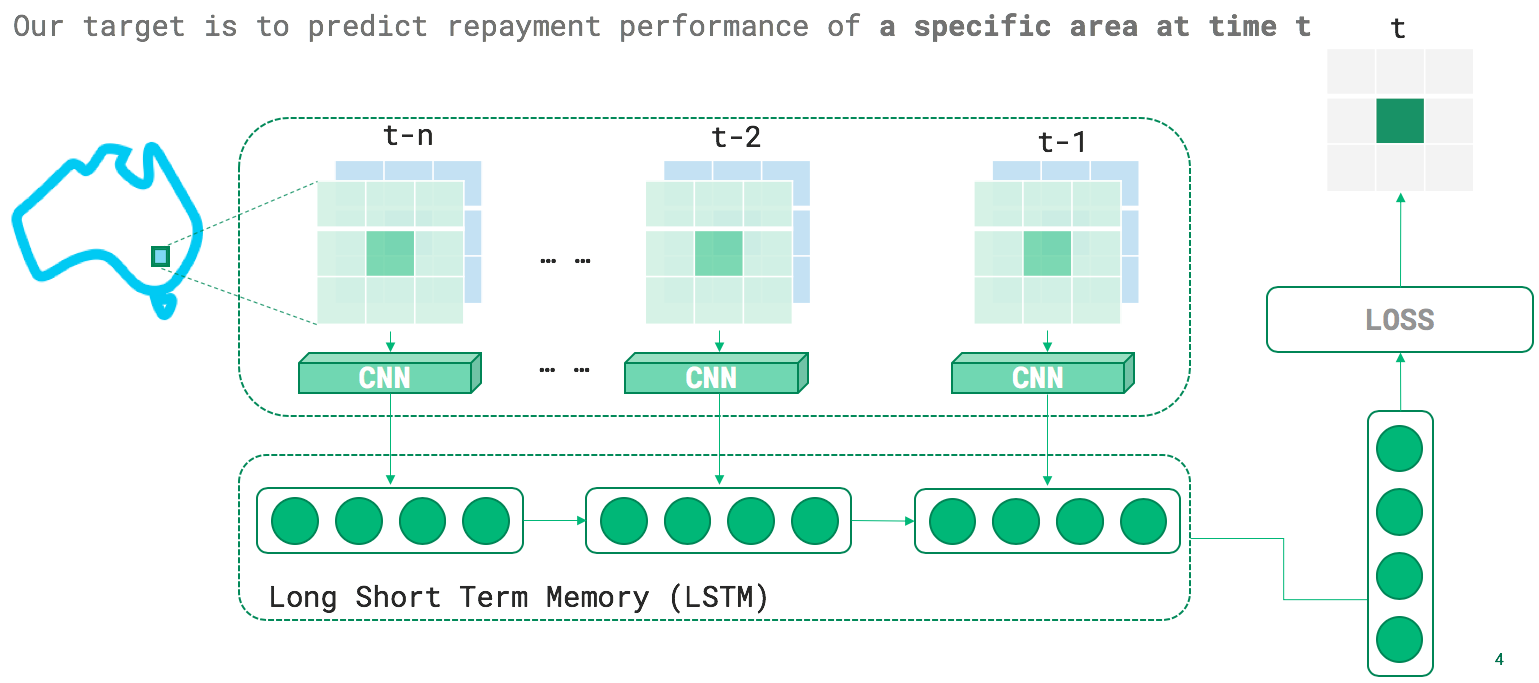 Our target is to predict repayment performance of a specific area at time t
t
t-n
t-2
t-1
… …
CNN
… …
CNN
CNN
LOSS
Long Short Term Memory (LSTM)
4